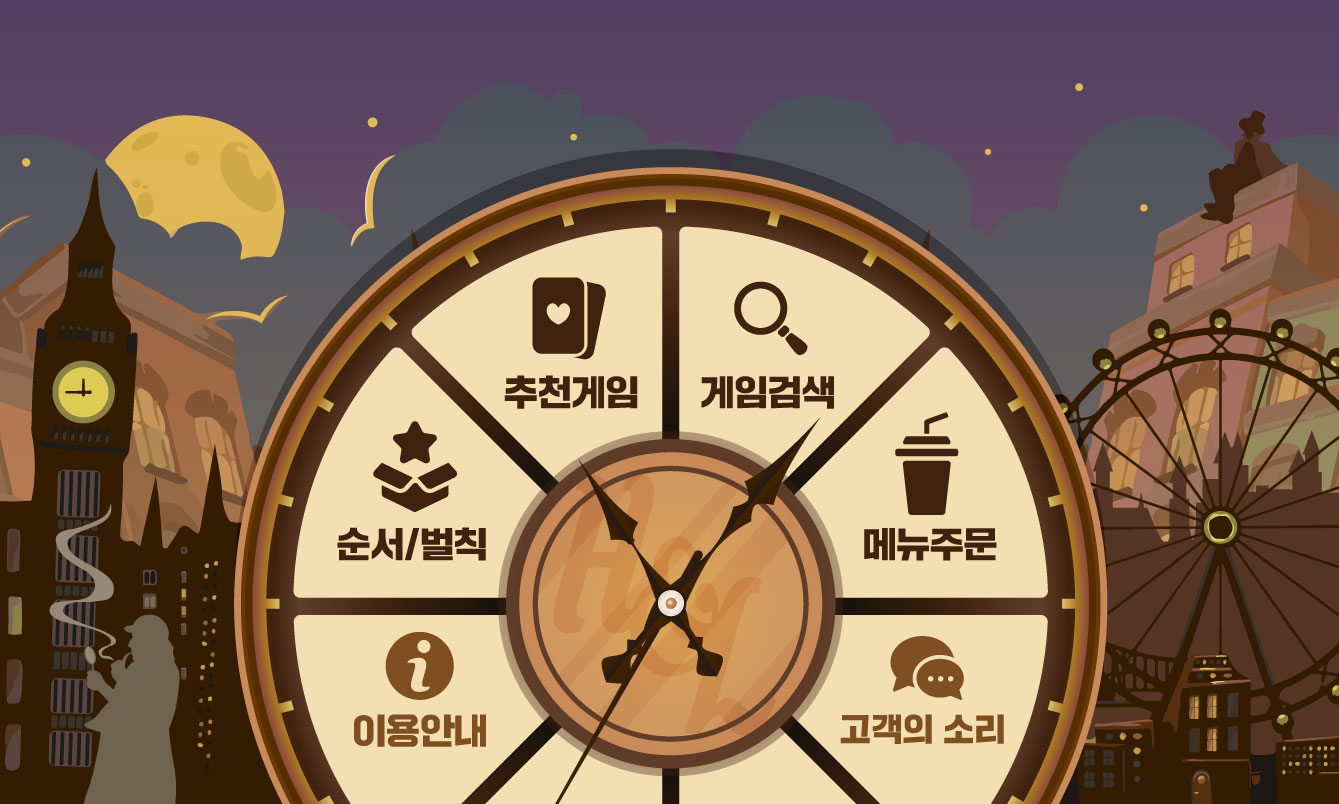 추천게임
게임검색
순서/벌칙
메뉴주문
이용안내
고객의 소리